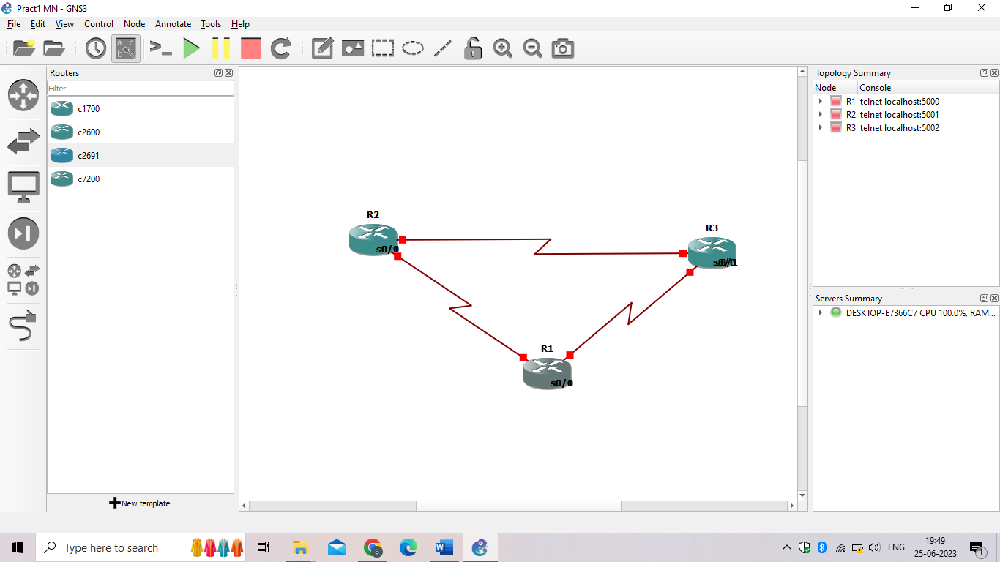 Pract1 MN - GNS3
File Edit View Control Node Annotate Tools Help
Routers
Filter
c1700
c2600
c2691
c7200
New template
R2
R3
R1
s0/0
Topology Summary
Node Console
R1 telnet localhost:5000
R2 telnet localhost:5001
R3 telnet localhost:5002
Servers Summary
DESKTOP-E7366C7 CPU 100.0%, RAM...
Type here to search
ENG
19:49
25-06-2023
1